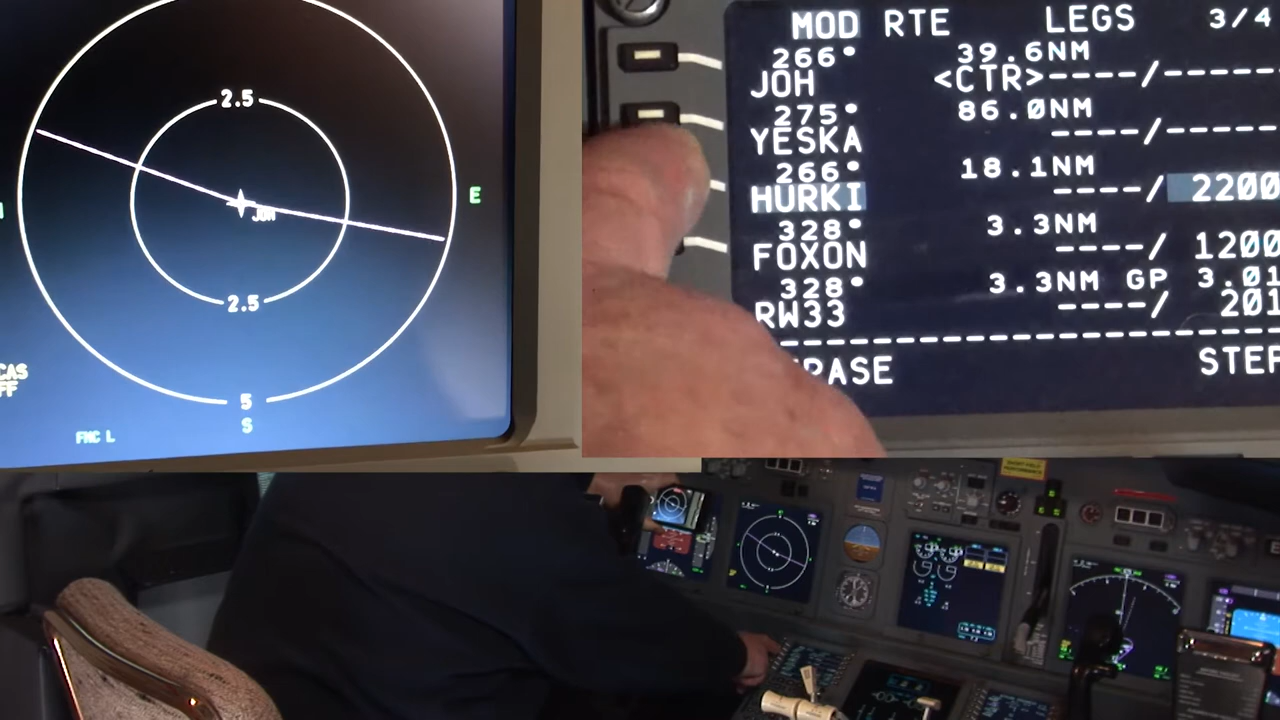 2.5
E
JOH
2.5
5
S
FMC L
MOD RTE LEGS 3/4
266° 39.6NM
JOH <CTR>----/-----
275° 86.0NM
YESKA ----/-----
266° 18.1NM
HURKI ----/ 2200
328° 3.3NM
FOXON ----/ 1200
328° 3.3NM GP 3.01
RW33 ----/ 201
--------------------------
RASE STEP